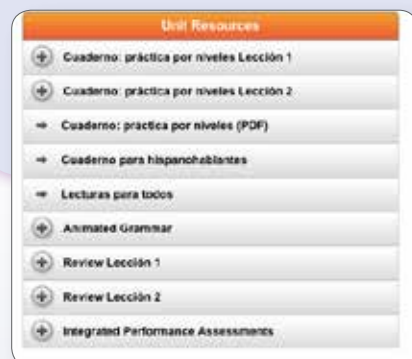 Unit Resources
Cuaderno: práctica por niveles Lección 1
Cuaderno: práctica por niveles Lección 2
Cuaderno: práctica por niveles (PDF)
Cuaderno para hispanohablantes
Lecturas para todos
Animated Grammar
Review Lección 1
Review Lección 2
Integrated Performance Assessments